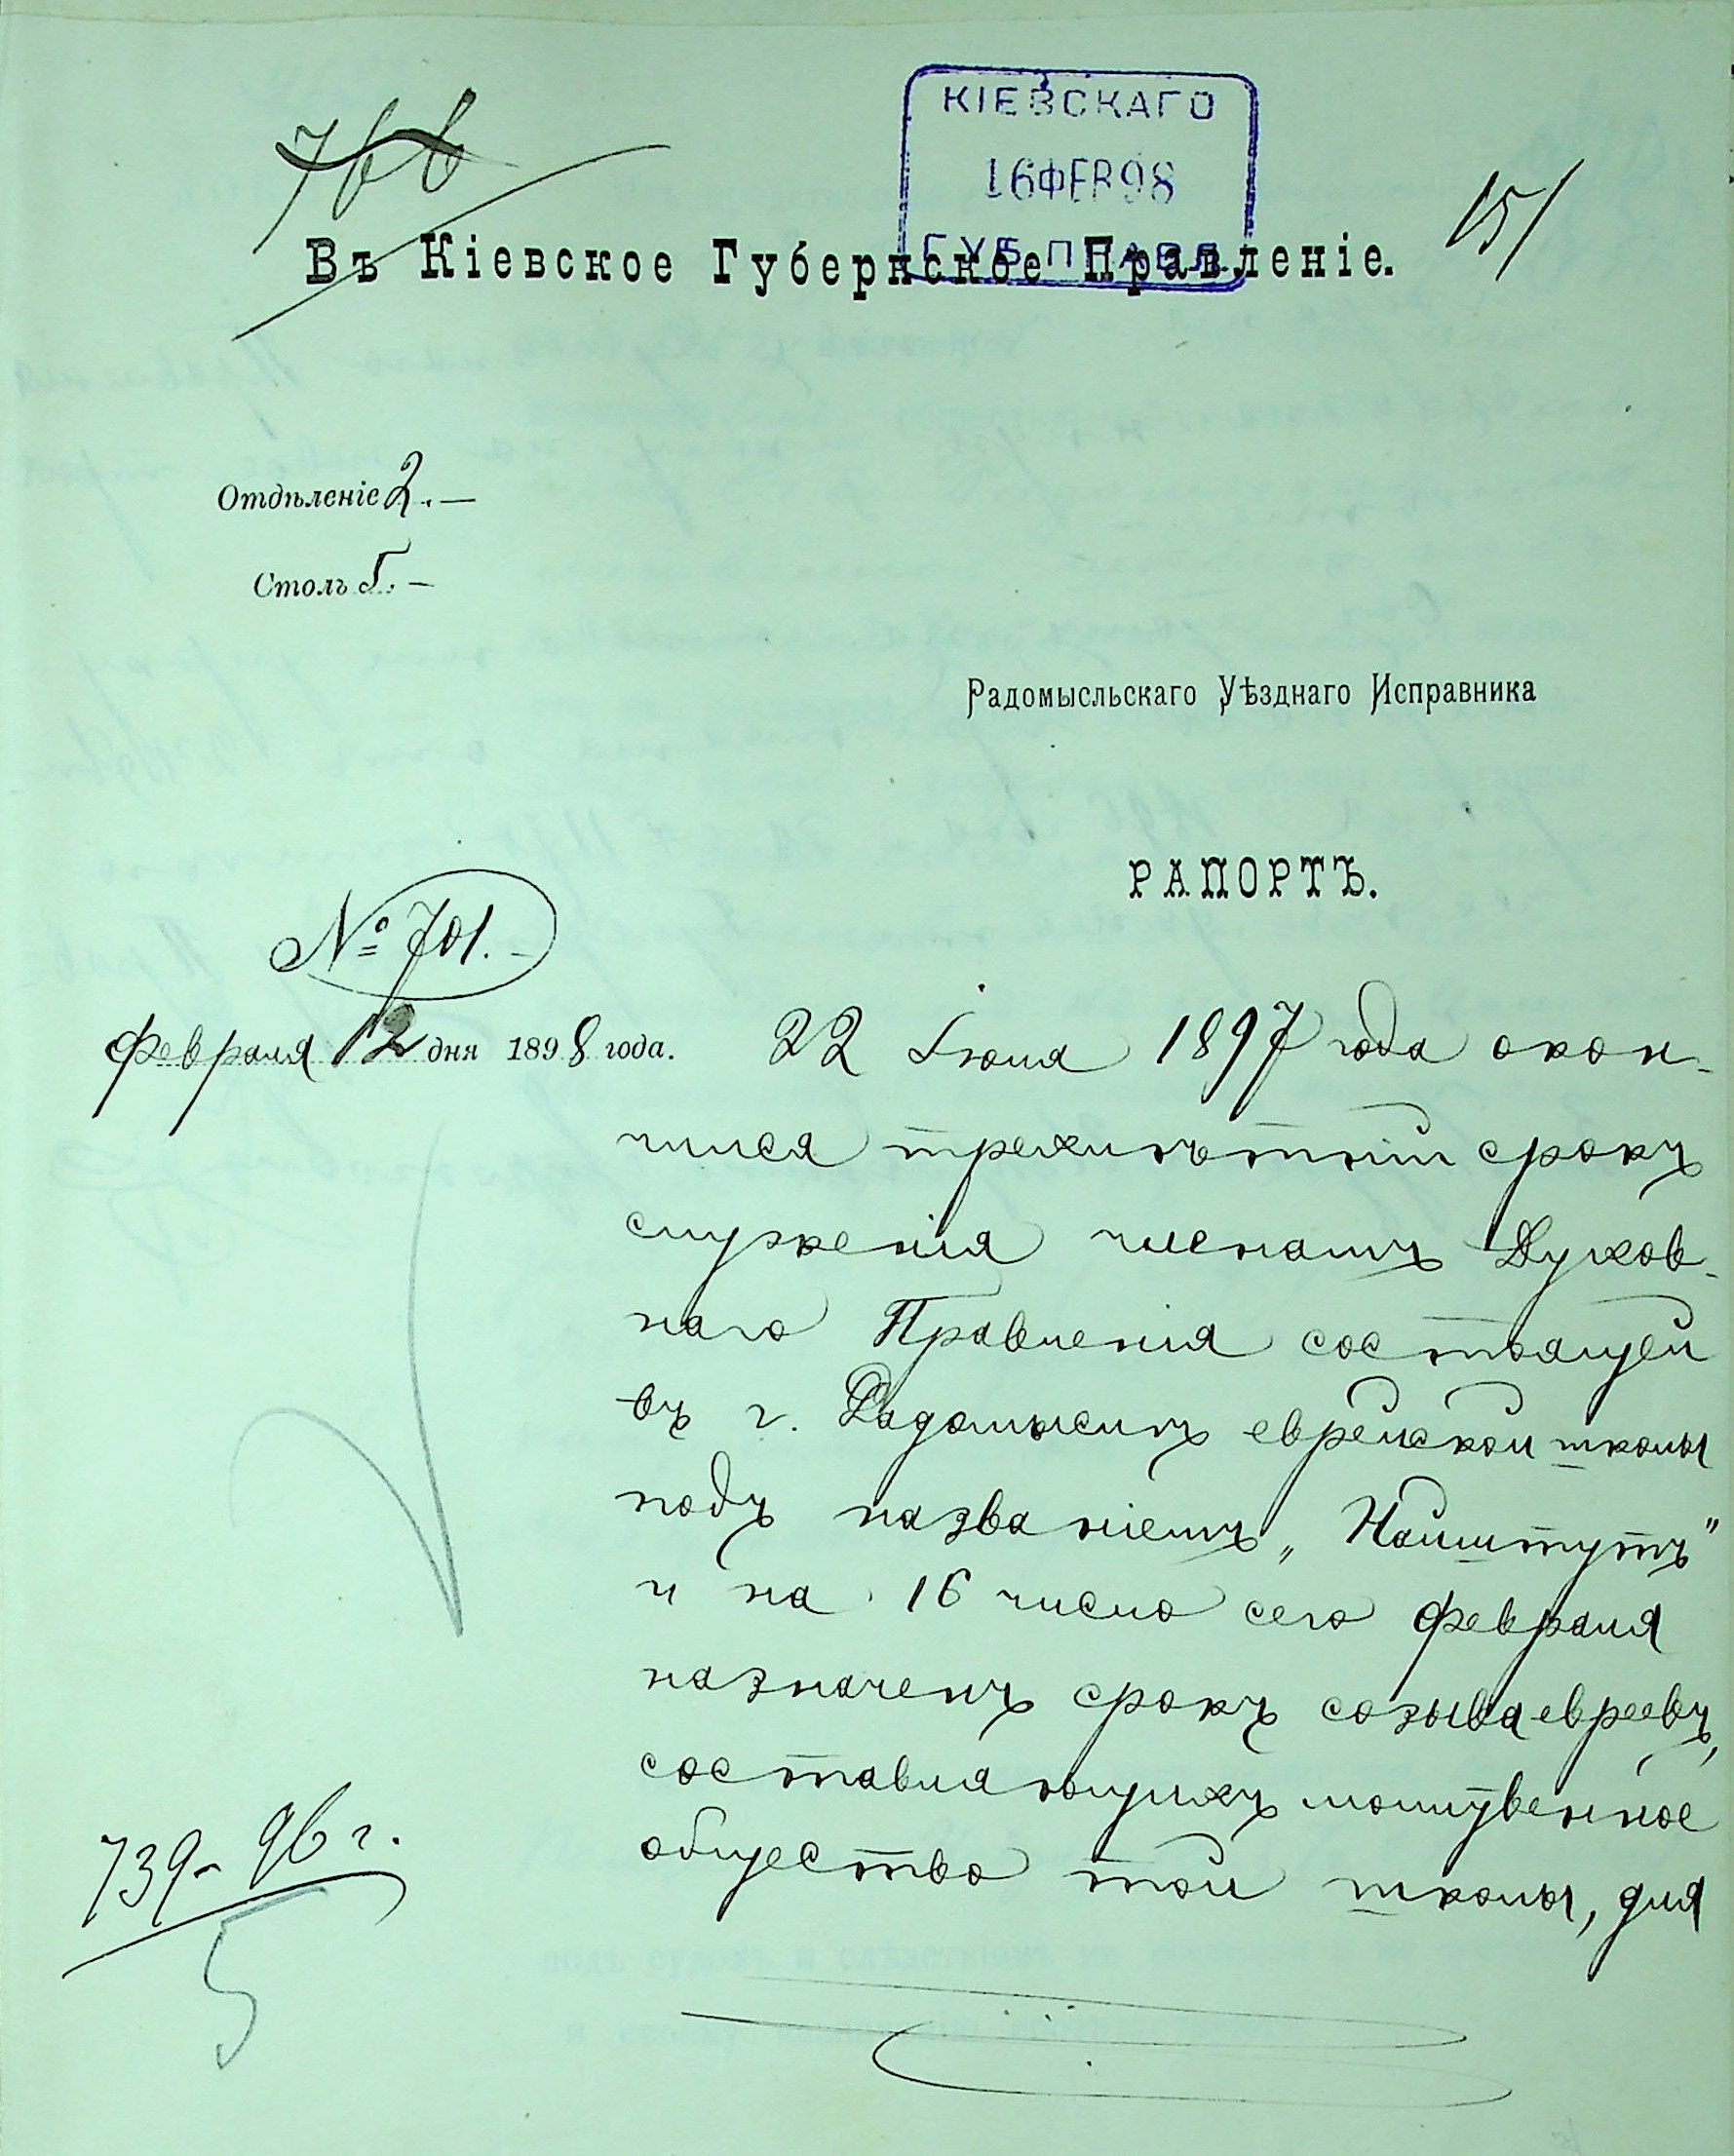 766
КІЕВСКАГО
16 ФЕВ 98
ГУБ. ПРАВЛ.
151
Въ Кіевское Губернское Правленіе.
Отдѣленіе 2. —
Столъ 5. —
Радомысльскаго Уѣзднаго Исправника
РАПОРТЪ.
№ 701. —
Февраля 12 дня 1898 года.
22 Іюня 1897 года окон-
чился трехлѣтній срокъ
служенія членамъ Духов-
наго Правленія состоящей
въ г. Радомыслѣ еврейской школы
подъ названіемъ „
и на 16 число сего февраля
назначенъ срокъ созыва евреевъ,
составляющихъ молитвенное
общество той школы, для
739 - 96 г.
5